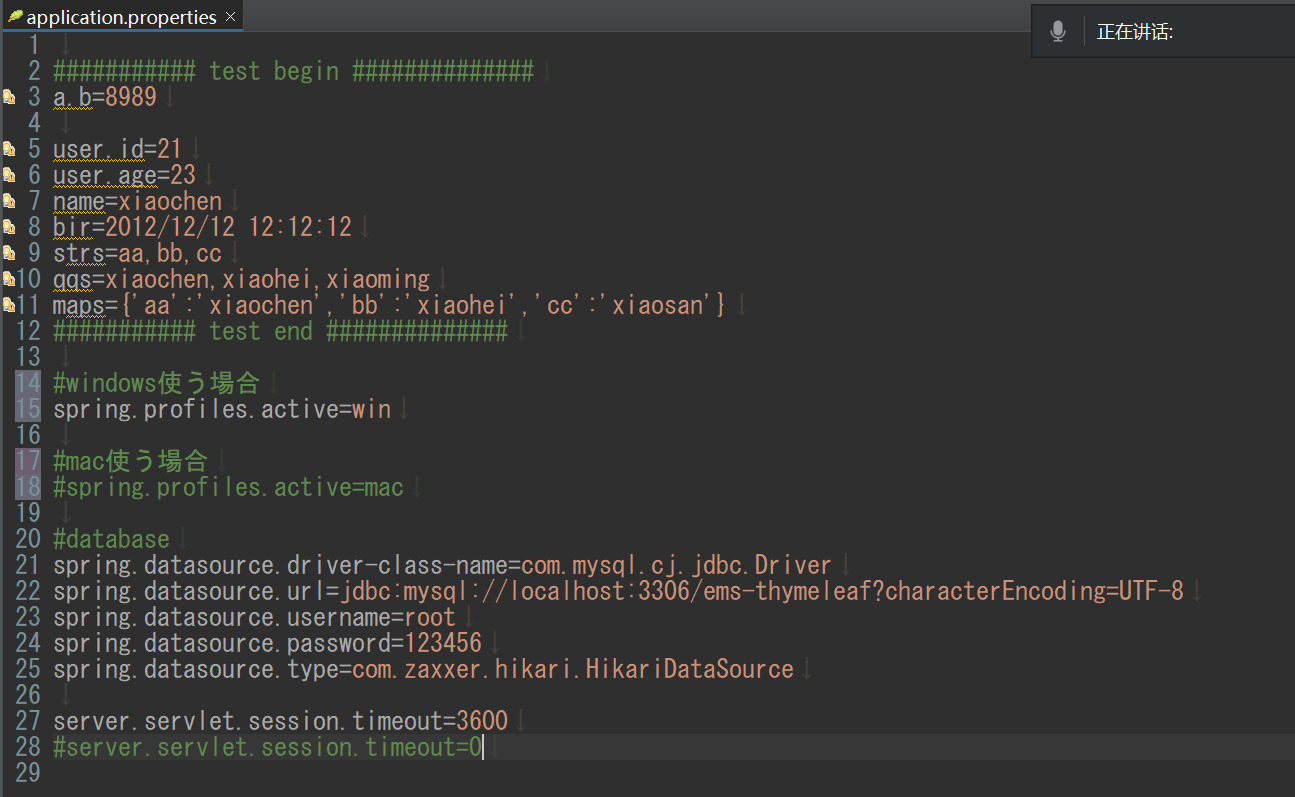 application.properties
正在讲话:
1
2 ########### test begin ##############
3 a.b=8989
4
5 user.id=21
6 user.age=23
7 name=xiaochen
8 bir=2012/12/12 12:12:12
9 strs=aa,bb,cc
10 qqs=xiaochen,xiaohei,xiaoming
11 maps={'aa':'xiaochen','bb':'xiaohei','cc':'xiaosan'}
12 ########### test end ##############
13
14 #windows使う場合
15 spring.profiles.active=win
16
17 #mac使う場合
18 #spring.profiles.active=mac
19
20 #database
21 spring.datasource.driver-class-name=com.mysql.cj.jdbc.Driver
22 spring.datasource.url=jdbc:mysql://localhost:3306/ems-thymeleaf?characterEncoding=UTF-8
23 spring.datasource.username=root
24 spring.datasource.password=123456
25 spring.datasource.type=com.zaxxer.hikari.HikariDataSource
26
27 server.servlet.session.timeout=3600
28 #server.servlet.session.timeout=0
29